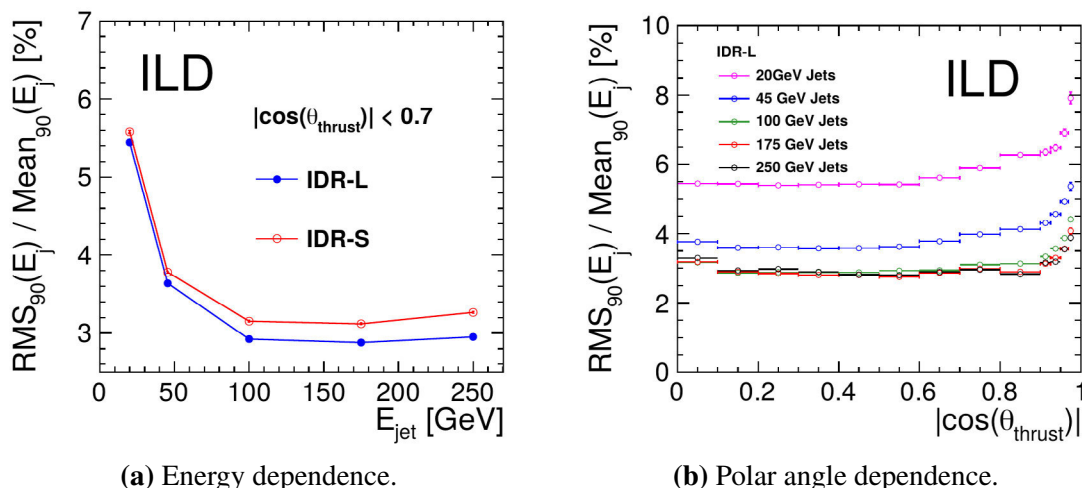 RMS90(Ej) / Mean90(Ej) [%]
7
6
5
4
3
ILD
|cos(θthrust)| < 0.7
IDR-L
IDR-S
0 50 100 150 200 250
Ejet [GeV]
(a) Energy dependence.
RMS90(Ej) / Mean90(Ej) [%]
10
8
6
4
2
0
IDR-L
ILD
20GeV Jets
45 GeV Jets
100 GeV Jets
175 GeV Jets
250 GeV Jets
0 0.2 0.4 0.6 0.8 1
|cos(θthrust)|
(b) Polar angle dependence.